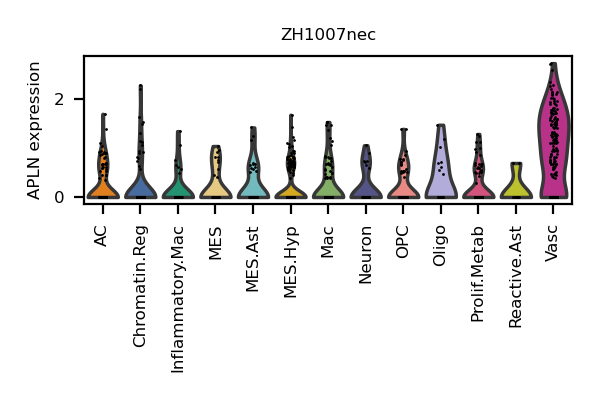 ZH1007nec
APLN expression
2
0
AC
Chromatin.Reg
Inflammatory.Mac
MES
MES.Ast
MES.Hyp
Mac
Neuron
OPC
Oligo
Prolif.Metab
Reactive.Ast
Vasc